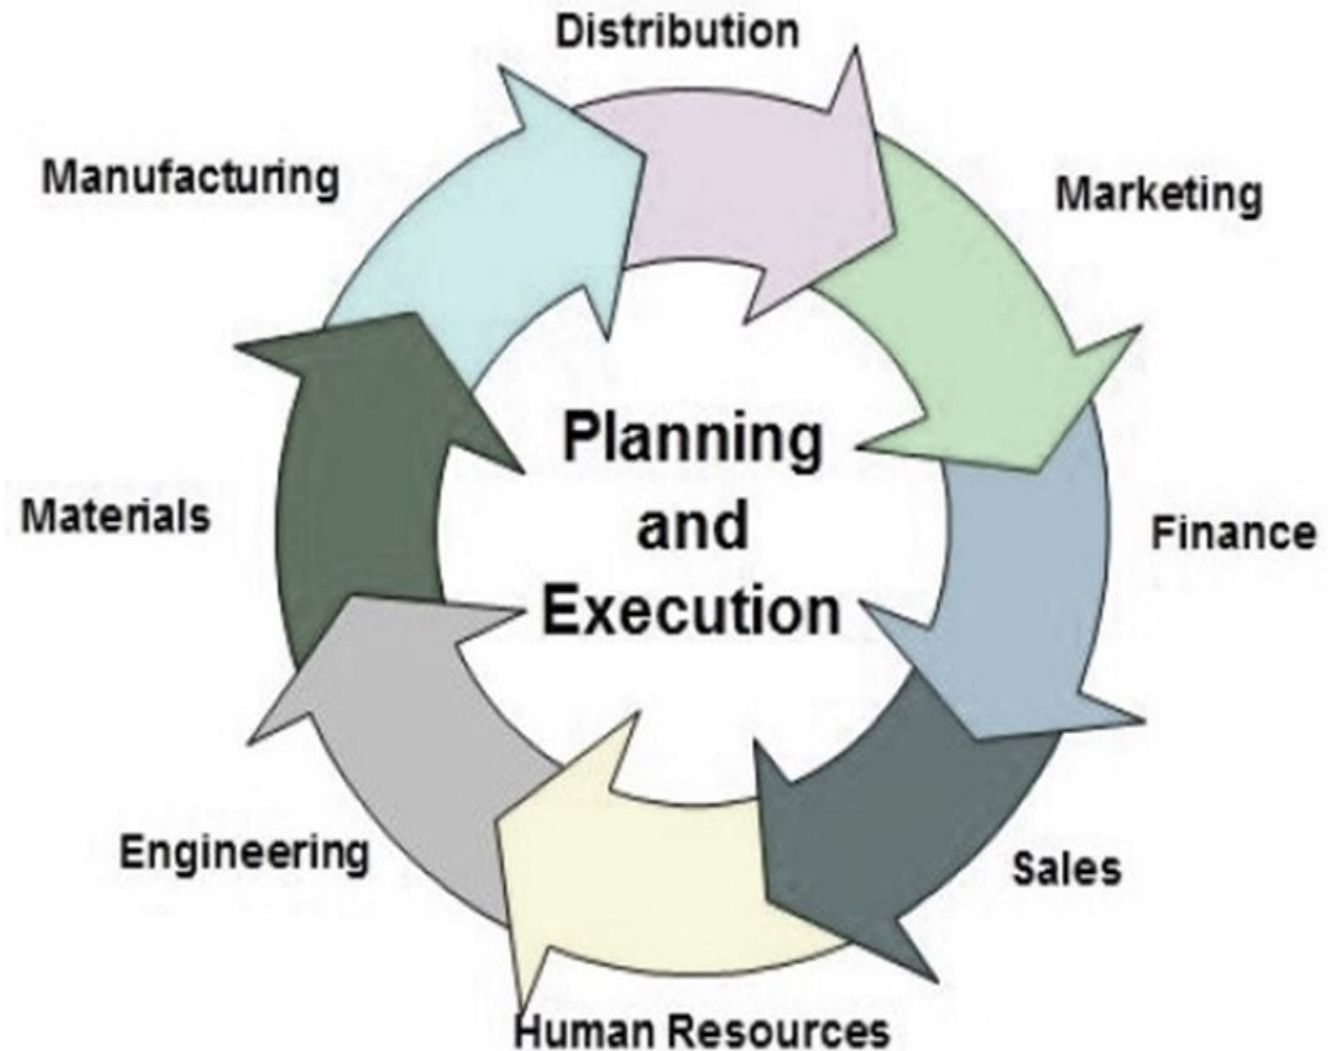 Distribution
Manufacturing
Marketing
Planning
and
Execution
Materials
Finance
Engineering
Sales
Human Resources